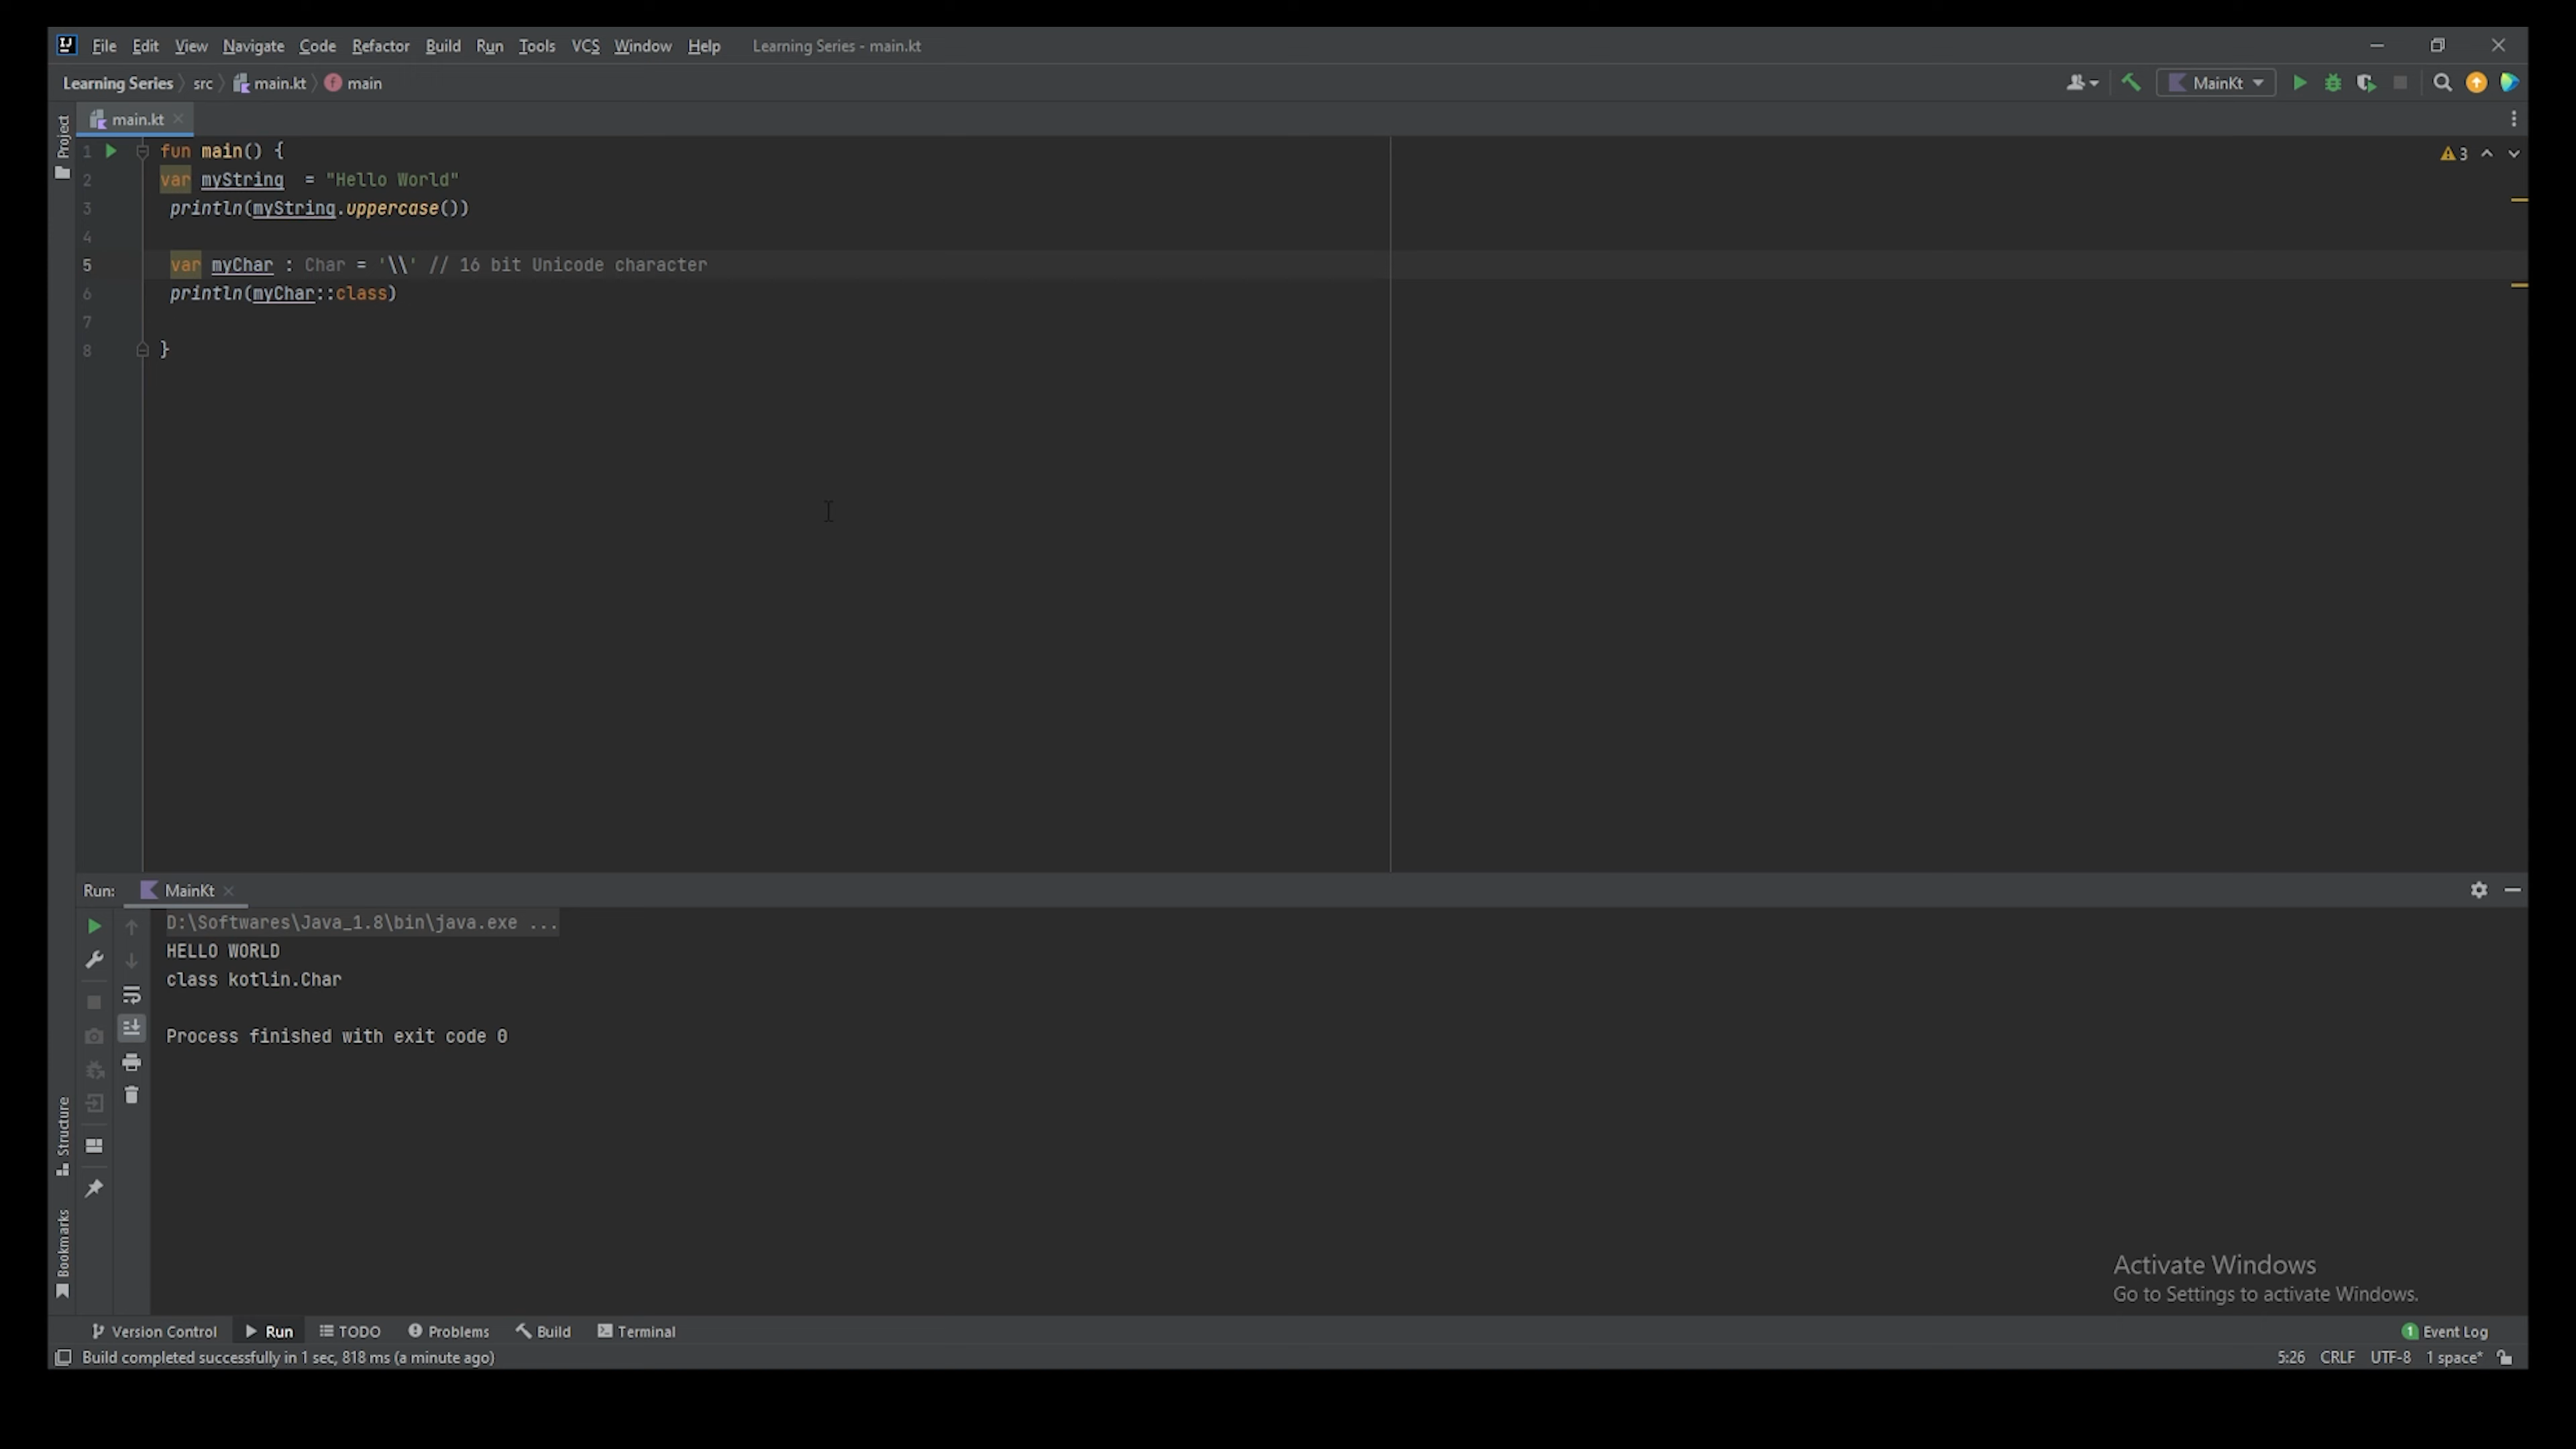 File Edit View Navigate Code Refactor Build Run Tools VCS Window Help Learning Series - main.kt
Learning Series src main.kt main MainKt
main.kt
Project
1 fun main() {
2 var myString  = "Hello World"
3 println(myString.uppercase())
4
5 var myChar : Char = '\\' // 16 bit Unicode character
6 println(myChar::class)
7
8 }
3
Run: MainKt
D:\Softwares\Java_1.8\bin\java.exe ...
HELLO WORLD
class kotlin.Char
Process finished with exit code 0
Structure
Bookmarks
Activate Windows
Go to Settings to activate Windows.
Version Control Run TODO Problems Build Terminal 1 Event Log
Build completed successfully in 1 sec, 818 ms (a minute ago) 5:26 CRLF UTF-8 1 space*